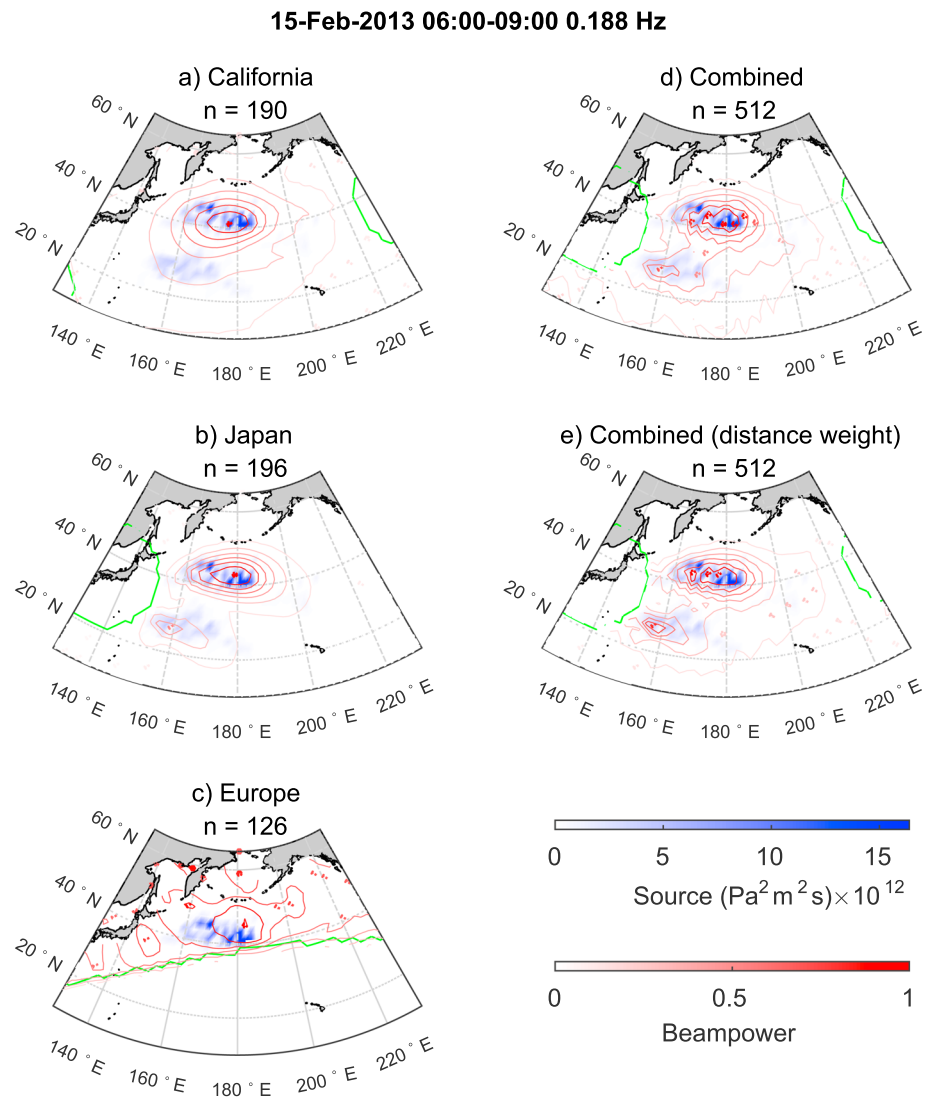 15-Feb-2013 06:00-09:00 0.188 Hz
a) California
n = 190
60 ° N
40 ° N
20 ° N
140 ° E
160 ° E
180 ° E
200 ° E
220 ° E
d) Combined
n = 512
60 ° N
40 ° N
20 ° N
140 ° E
160 ° E
180 ° E
200 ° E
220 ° E
b) Japan
n = 196
60 ° N
40 ° N
20 ° N
140 ° E
160 ° E
180 ° E
200 ° E
220 ° E
e) Combined (distance weight)
n = 512
60 ° N
40 ° N
20 ° N
140 ° E
160 ° E
180 ° E
200 ° E
220 ° E
c) Europe
n = 126
60 ° N
40 ° N
20 ° N
140 ° E
160 ° E
180 ° E
200 ° E
220 ° E
0 5 10 15
Source (Pa² m² s)×10¹²
0 0.5 1
Beampower